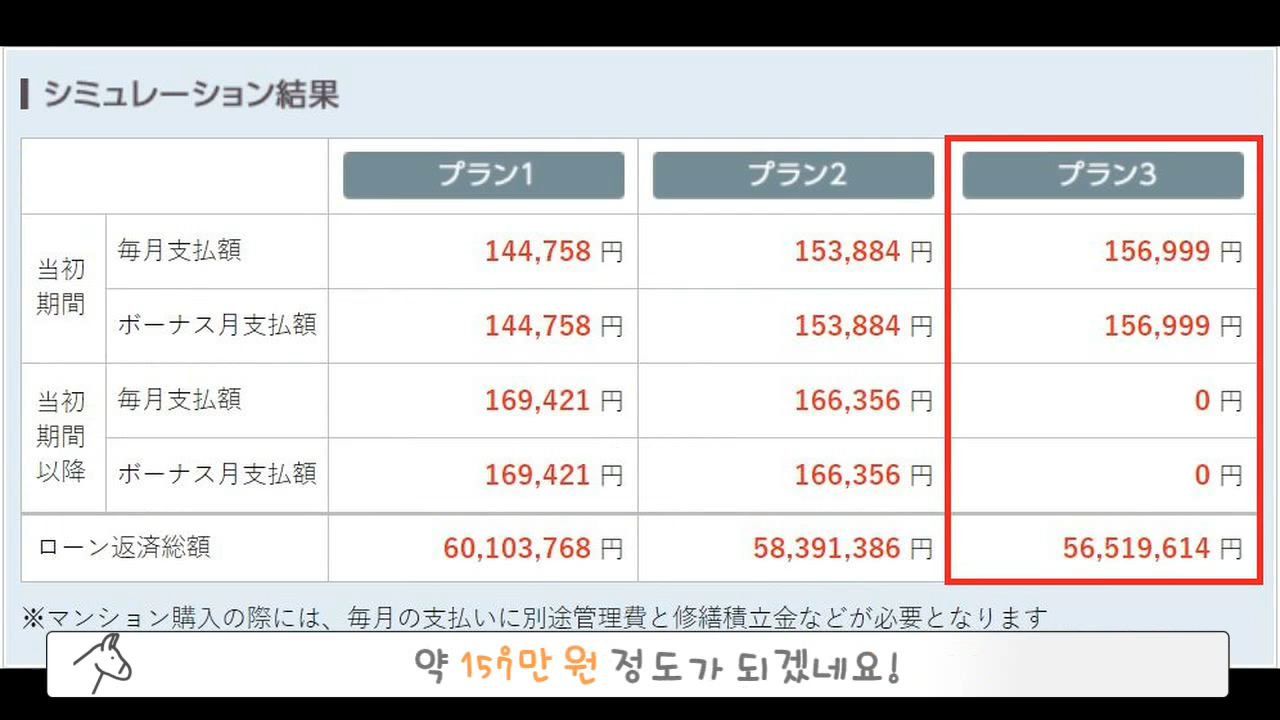 シミュレーション結果
プラン1 プラン2 プラン3
当初期間 毎月支払額 144,758 円 153,884 円 156,999 円
ボーナス月支払額 144,758 円 153,884 円 156,999 円
当初期間以降 毎月支払額 169,421 円 166,356 円 0 円
ボーナス月支払額 169,421 円 166,356 円 0 円
ローン返済総額 60,103,768 円 58,391,386 円 56,519,614 円
※マンション購入の際には、毎月の支払いに別途管理費と修繕積立金などが必要となります
약 157만 원 정도가 되겠네요!